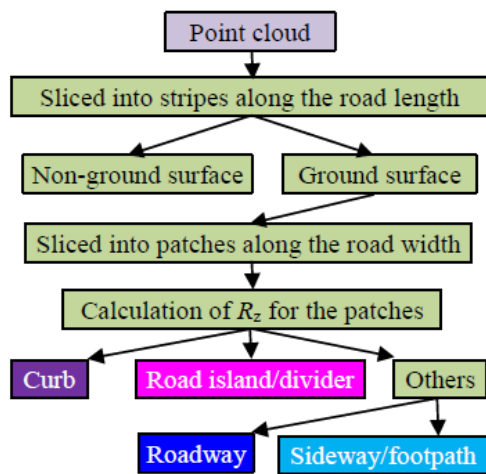 Point cloud
Sliced into stripes along the road length
Non-ground surface
Ground surface
Sliced into patches along the road width
Calculation of Rz for the patches
Curb
Road island/divider
Others
Roadway
Sideway/footpath